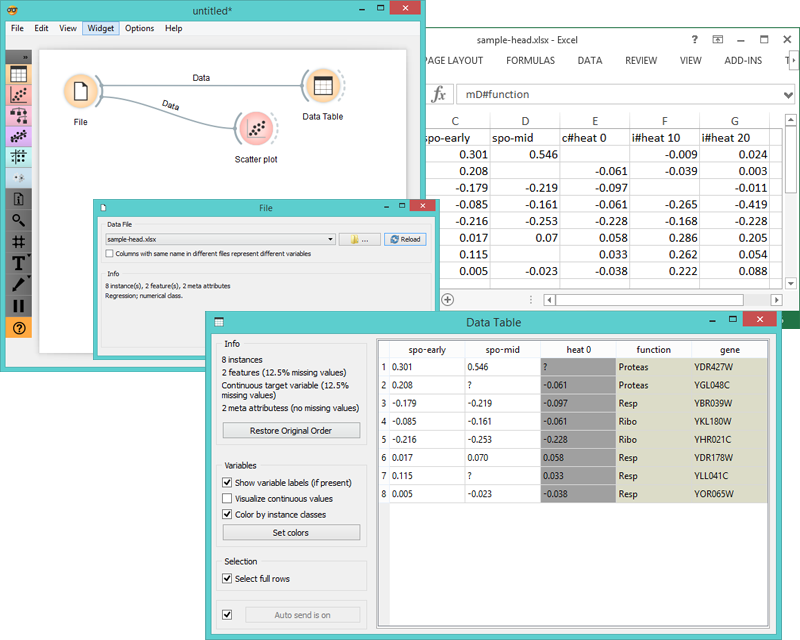 untitled*
File Edit View Widget Options Help
Data
Data
File
Data Table
Scatter plot
sample-head.xlsx - Excel
PAGE LAYOUT FORMULAS DATA REVIEW VIEW ADD-INS
fx mD#function
C D E F G
spo-early spo-mid c#heat 0 i#heat 10 i#heat 20
0.301 0.546 -0.009 0.024
0.208 -0.061 -0.039 0.003
-0.179 -0.219 -0.097 -0.011
-0.085 -0.161 -0.061 -0.265 -0.419
-0.216 -0.253 -0.228 -0.168 -0.228
0.017 0.07 0.058 0.286 0.205
0.115 0.033 0.262 0.054
0.005 -0.023 -0.038 0.222 0.088
File
Data File
sample-head.xlsx ... Reload
Columns with same name in different files represent different variables
Info
8 instance(s), 2 feature(s), 2 meta attributes
Regression; numerical class.
Data Table
Info
8 instances
2 features (12.5% missing values)
Continuous target variable (12.5%
missing values)
2 meta attributess (no missing values)
Restore Original Order
Variables
Show variable labels (if present)
Visualize continuous values
Color by instance classes
Set colors
Selection
Select full rows
Auto send is on
spo-early spo-mid heat 0 function gene
1 0.301 0.546 ? Proteas YDR427W
2 0.208 ? -0.061 Proteas YGL048C
3 -0.179 -0.219 -0.097 Resp YBR039W
4 -0.085 -0.161 -0.061 Ribo YKL180W
5 -0.216 -0.253 -0.228 Ribo YHR021C
6 0.017 0.070 0.058 Resp YDR178W
7 0.115 ? 0.033 Resp YLL041C
8 0.005 -0.023 -0.038 Resp YOR065W